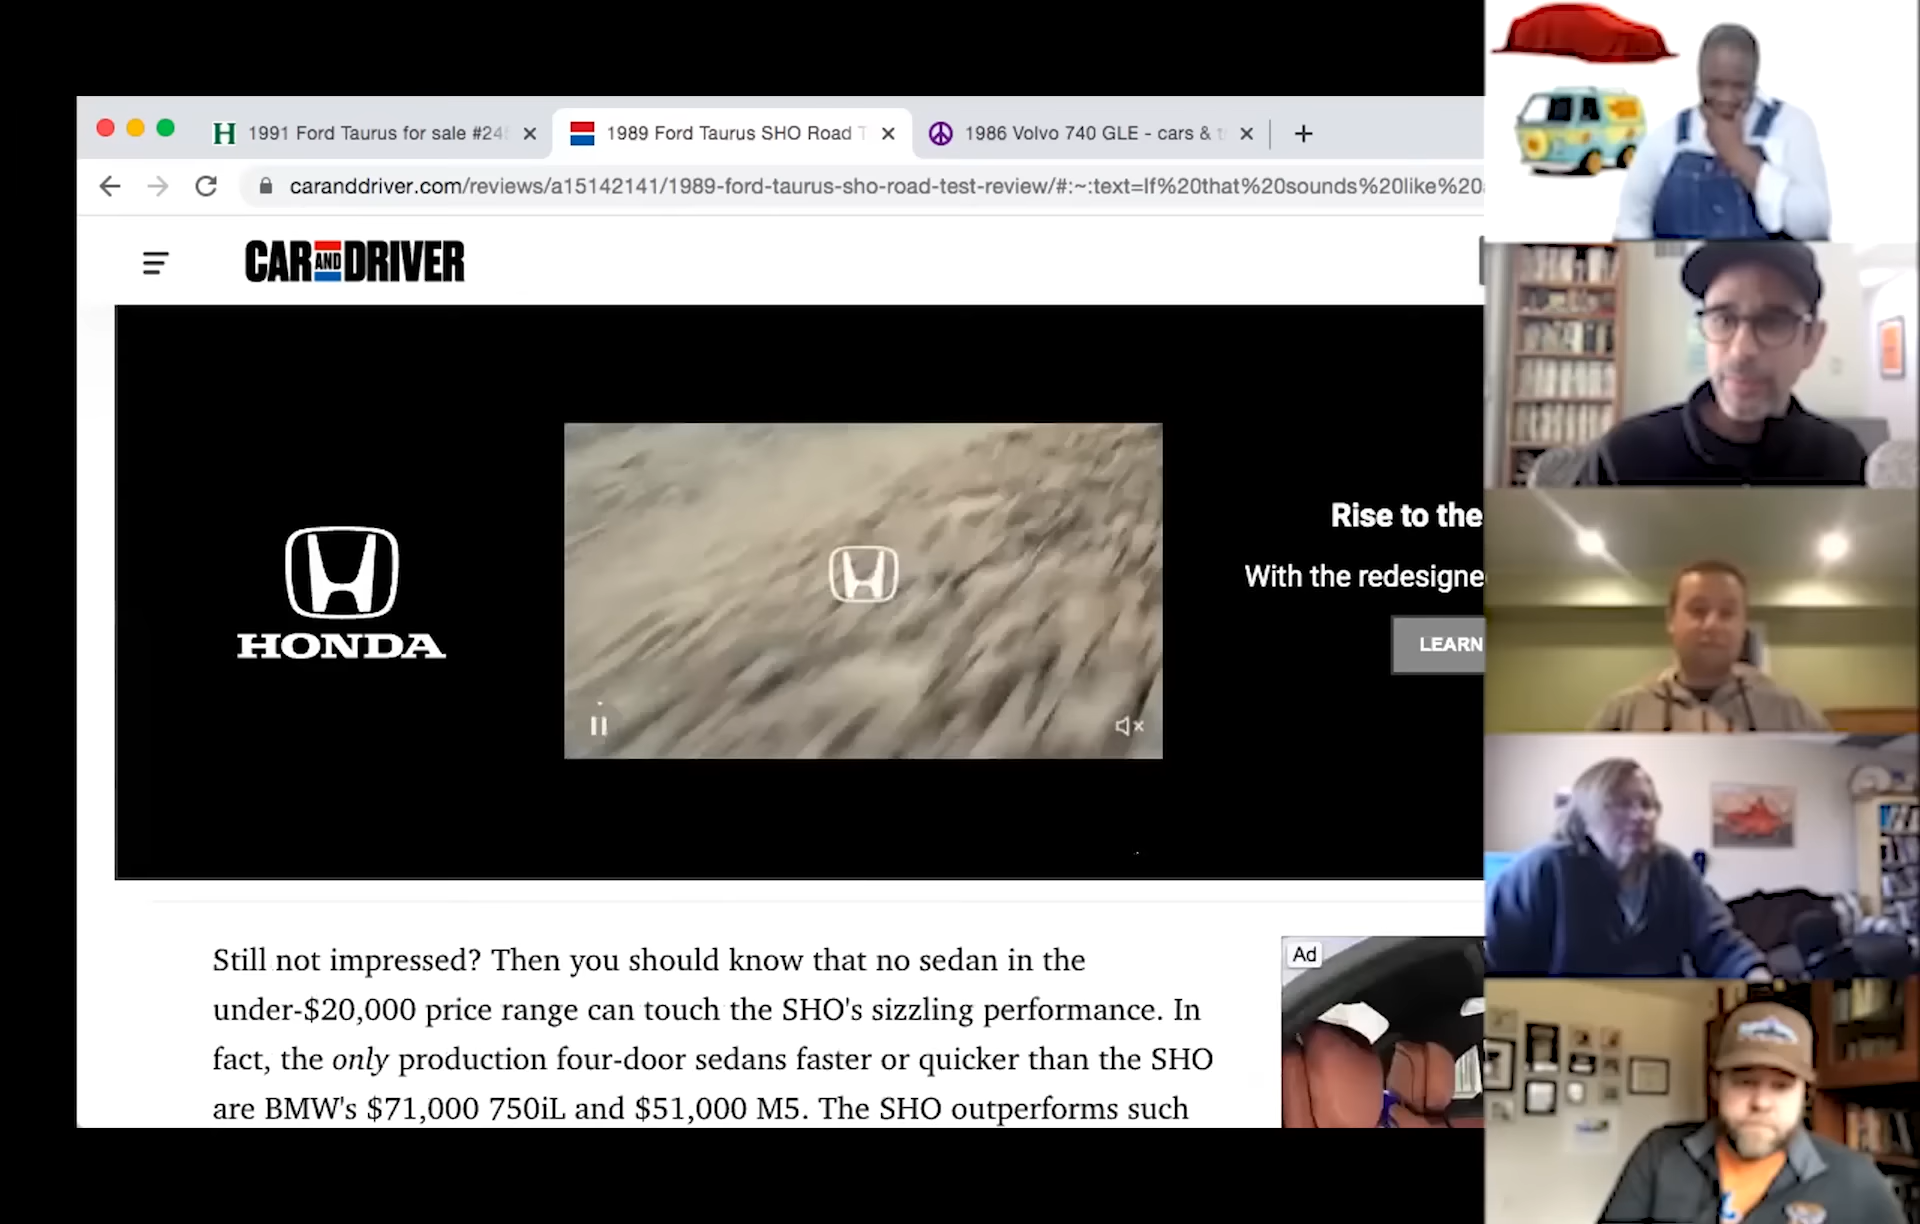 1991 Ford Taurus for sale #24
1989 Ford Taurus SHO Road T
1986 Volvo 740 GLE - cars & t
caranddriver.com/reviews/a15142141/1989-ford-taurus-sho-road-test-review/#:~:text=If%20that%20sounds%20like%20
CAR AND DRIVER
HONDA
Rise to the
With the redesigne
LEARN
Still not impressed? Then you should know that no sedan in the
under-$20,000 price range can touch the SHO's sizzling performance. In
fact, the only production four-door sedans faster or quicker than the SHO
are BMW's $71,000 750iL and $51,000 M5. The SHO outperforms such
Ad